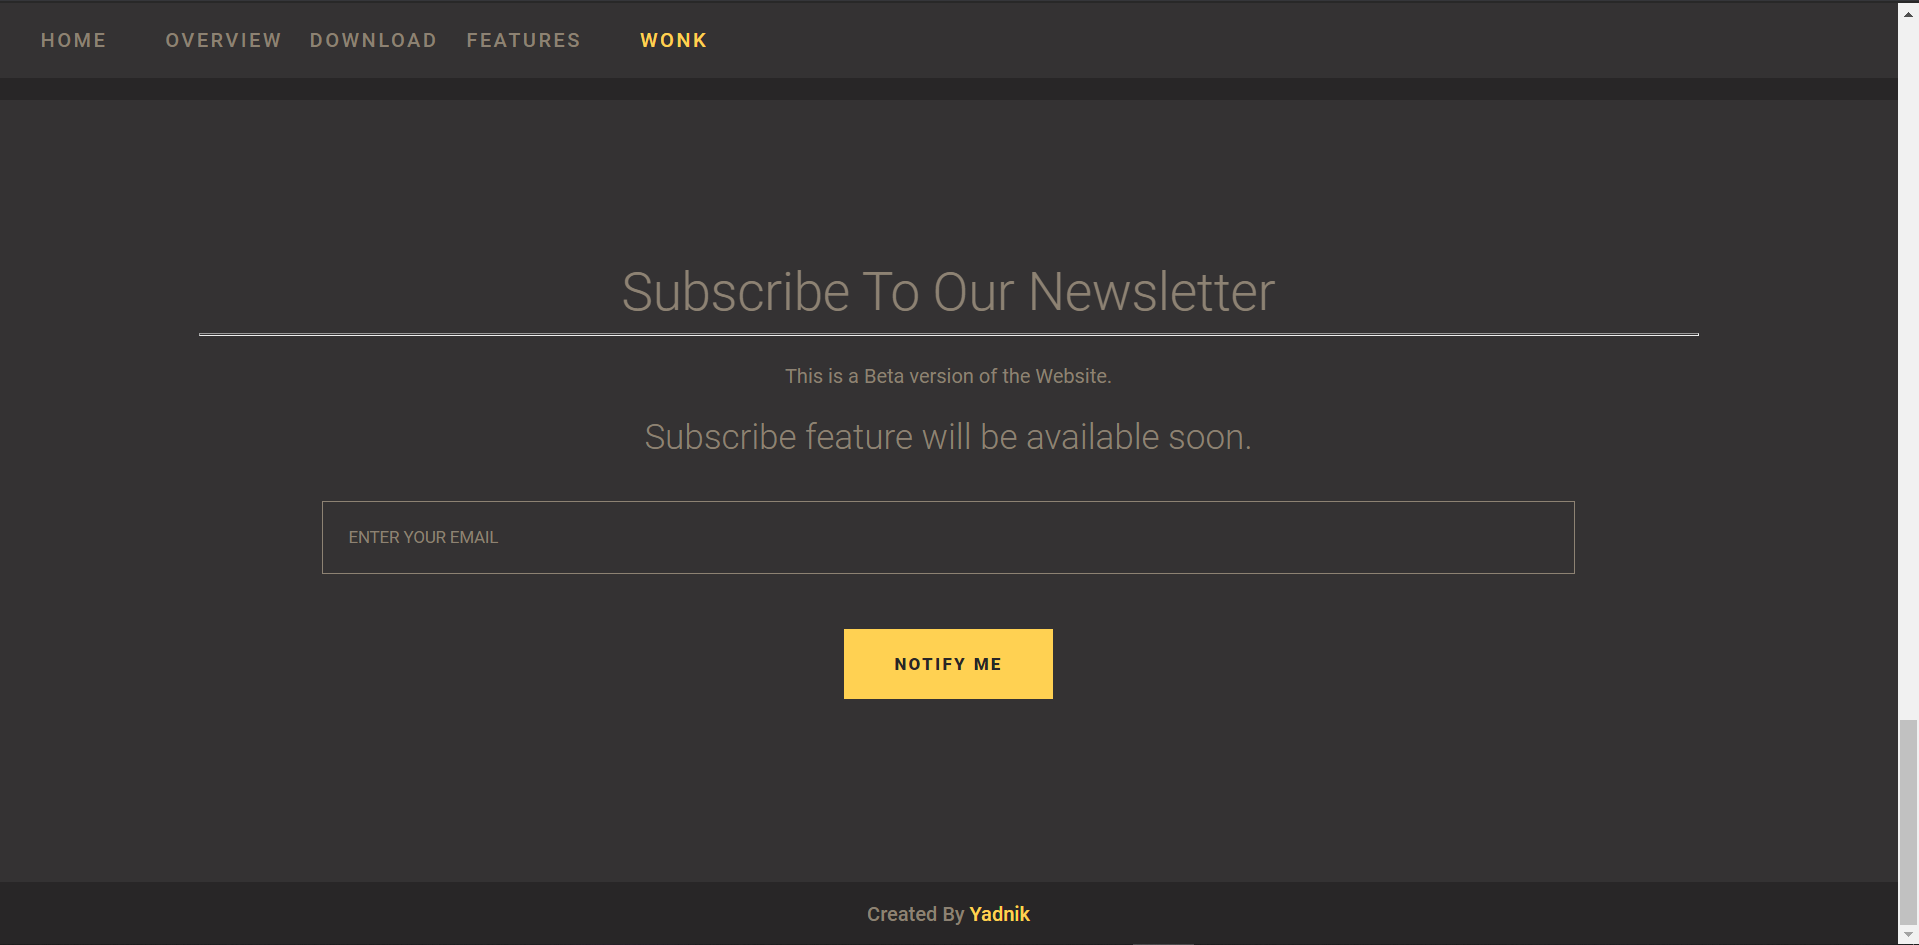 HOME OVERVIEW DOWNLOAD FEATURES WONK
Subscribe To Our Newsletter
This is a Beta version of the Website.
Subscribe feature will be available soon.
ENTER YOUR EMAIL
NOTIFY ME
Created By Yadnik